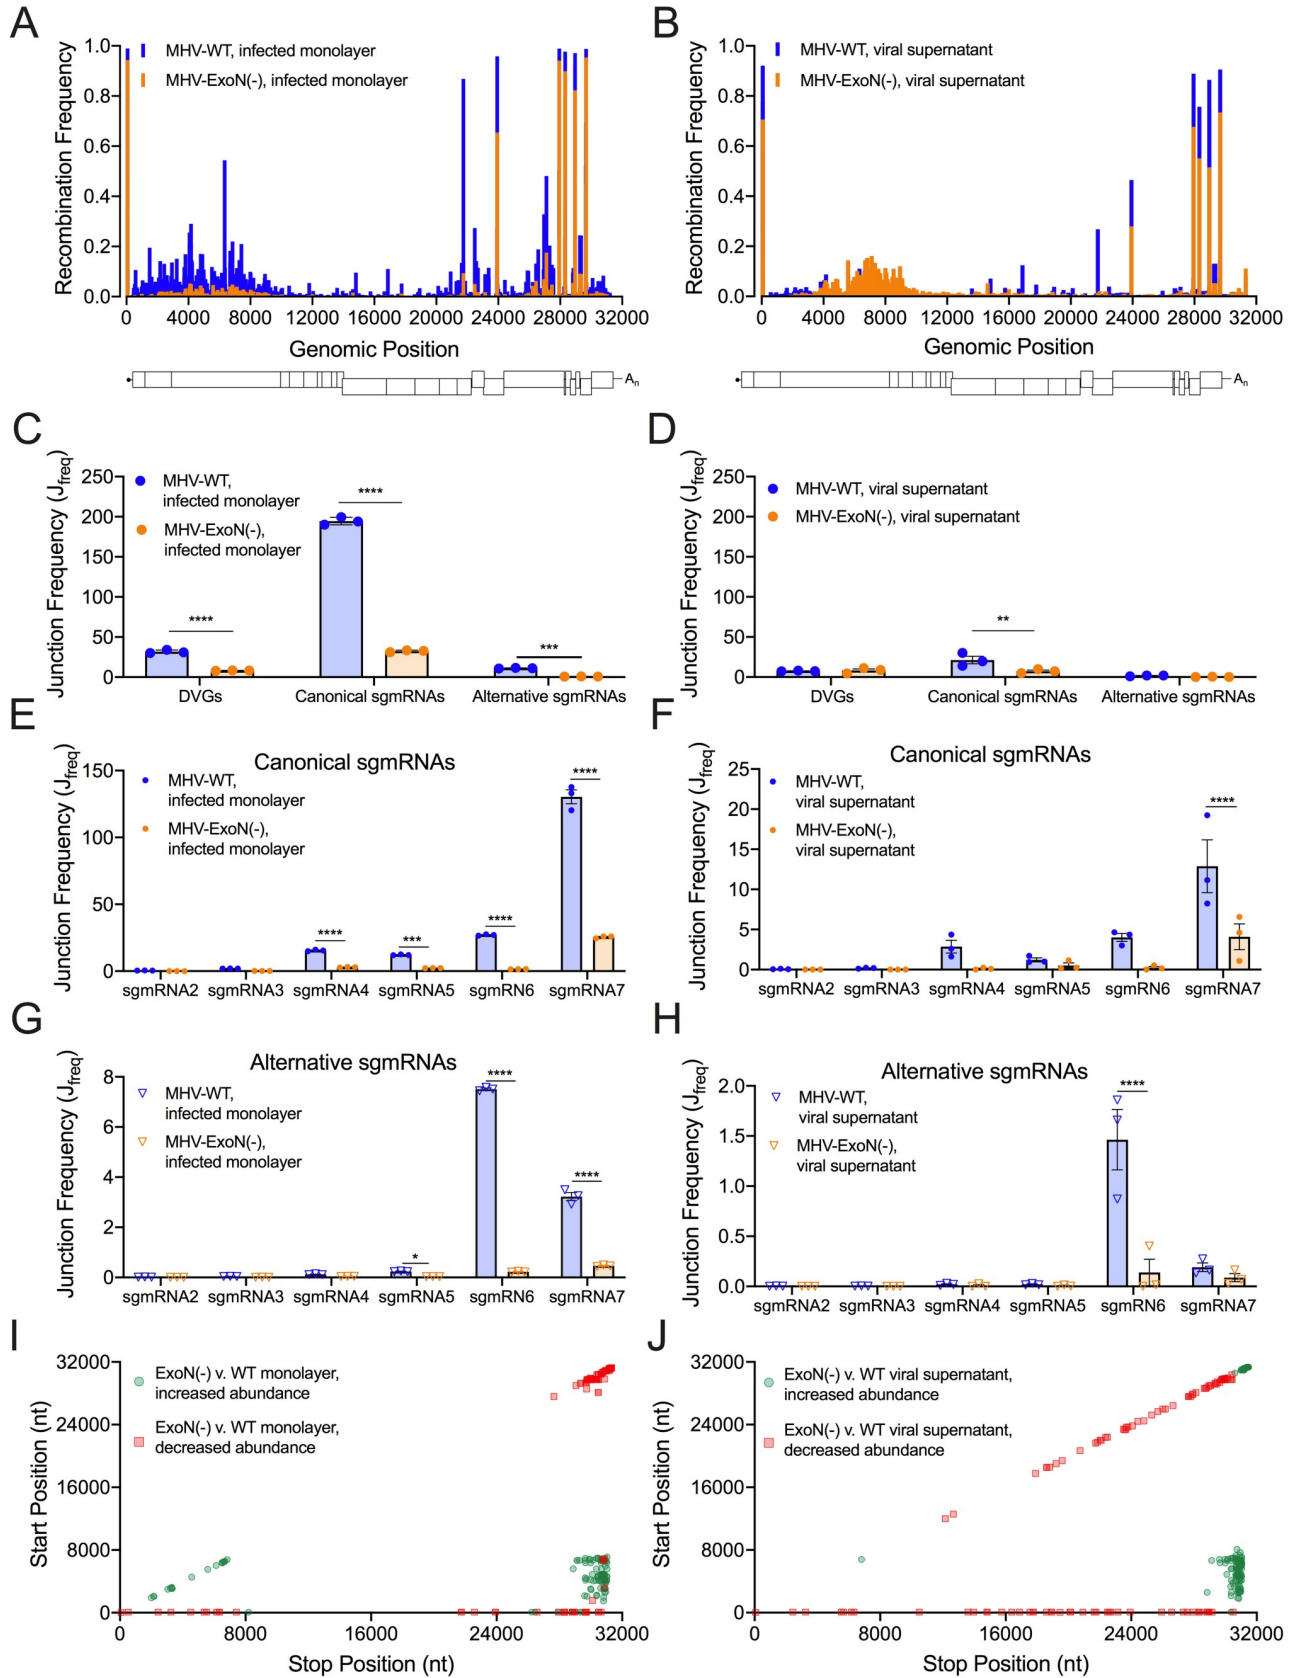 A
B
Recombination Frequency
1.0
0.8
0.6
0.4
0.2
0.0
MHV-WT, infected monolayer
MHV-ExoN(-), infected monolayer
0 4000 8000 12000 16000 20000 24000 28000 32000
Genomic Position
An
Recombination Frequency
1.0
0.8
0.6
0.4
0.2
0.0
MHV-WT, viral supernatant
MHV-ExoN(-), viral supernatant
0 4000 8000 12000 16000 20000 24000 28000 32000
Genomic Position
An
C
Junction Frequency (Jfreq)
250
200
150
100
50
0
MHV-WT,
infected monolayer
MHV-ExoN(-),
infected monolayer
****
****
***
DVGs Canonical sgmRNAs Alternative sgmRNAs
D
Junction Frequency (Jfreq)
250
200
150
100
50
0
MHV-WT, viral supernatant
MHV-ExoN(-), viral supernatant
**
DVGs Canonical sgmRNAs Alternative sgmRNAs
E
Canonical sgmRNAs
Junction Frequency (Jfreq)
150
100
50
0
MHV-WT,
infected monolayer
MHV-ExoN(-),
infected monolayer
****
***
****
****
sgmRNA2 sgmRNA3 sgmRNA4 sgmRNA5 sgmRN6 sgmRNA7
F
Canonical sgmRNAs
Junction Frequency (Jfreq)
25
20
15
10
5
0
MHV-WT,
viral supernatant
MHV-ExoN(-),
viral supernatant
****
sgmRNA2 sgmRNA3 sgmRNA4 sgmRNA5 sgmRN6 sgmRNA7
G
Alternative sgmRNAs
Junction Frequency (Jfreq)
8
6
4
2
0
MHV-WT,
infected monolayer
MHV-ExoN(-),
infected monolayer
*
****
****
sgmRNA2 sgmRNA3 sgmRNA4 sgmRNA5 sgmRN6 sgmRNA7
H
Alternative sgmRNAs
Junction Frequency (Jfreq)
2.0
1.5
1.0
0.5
0.0
MHV-WT,
viral supernatant
MHV-ExoN(-),
viral supernatant
****
sgmRNA2 sgmRNA3 sgmRNA4 sgmRNA5 sgmRN6 sgmRNA7
I
Start Position (nt)
32000
24000
16000
8000
0
ExoN(-) v. WT monolayer,
increased abundance
ExoN(-) v. WT monolayer,
decreased abundance
0 8000 16000 24000 32000
Stop Position (nt)
J
Start Position (nt)
32000
24000
16000
8000
0
ExoN(-) v. WT viral supernatant,
increased abundance
ExoN(-) v. WT viral supernatant,
decreased abundance
0 8000 16000 24000 32000
Stop Position (nt)